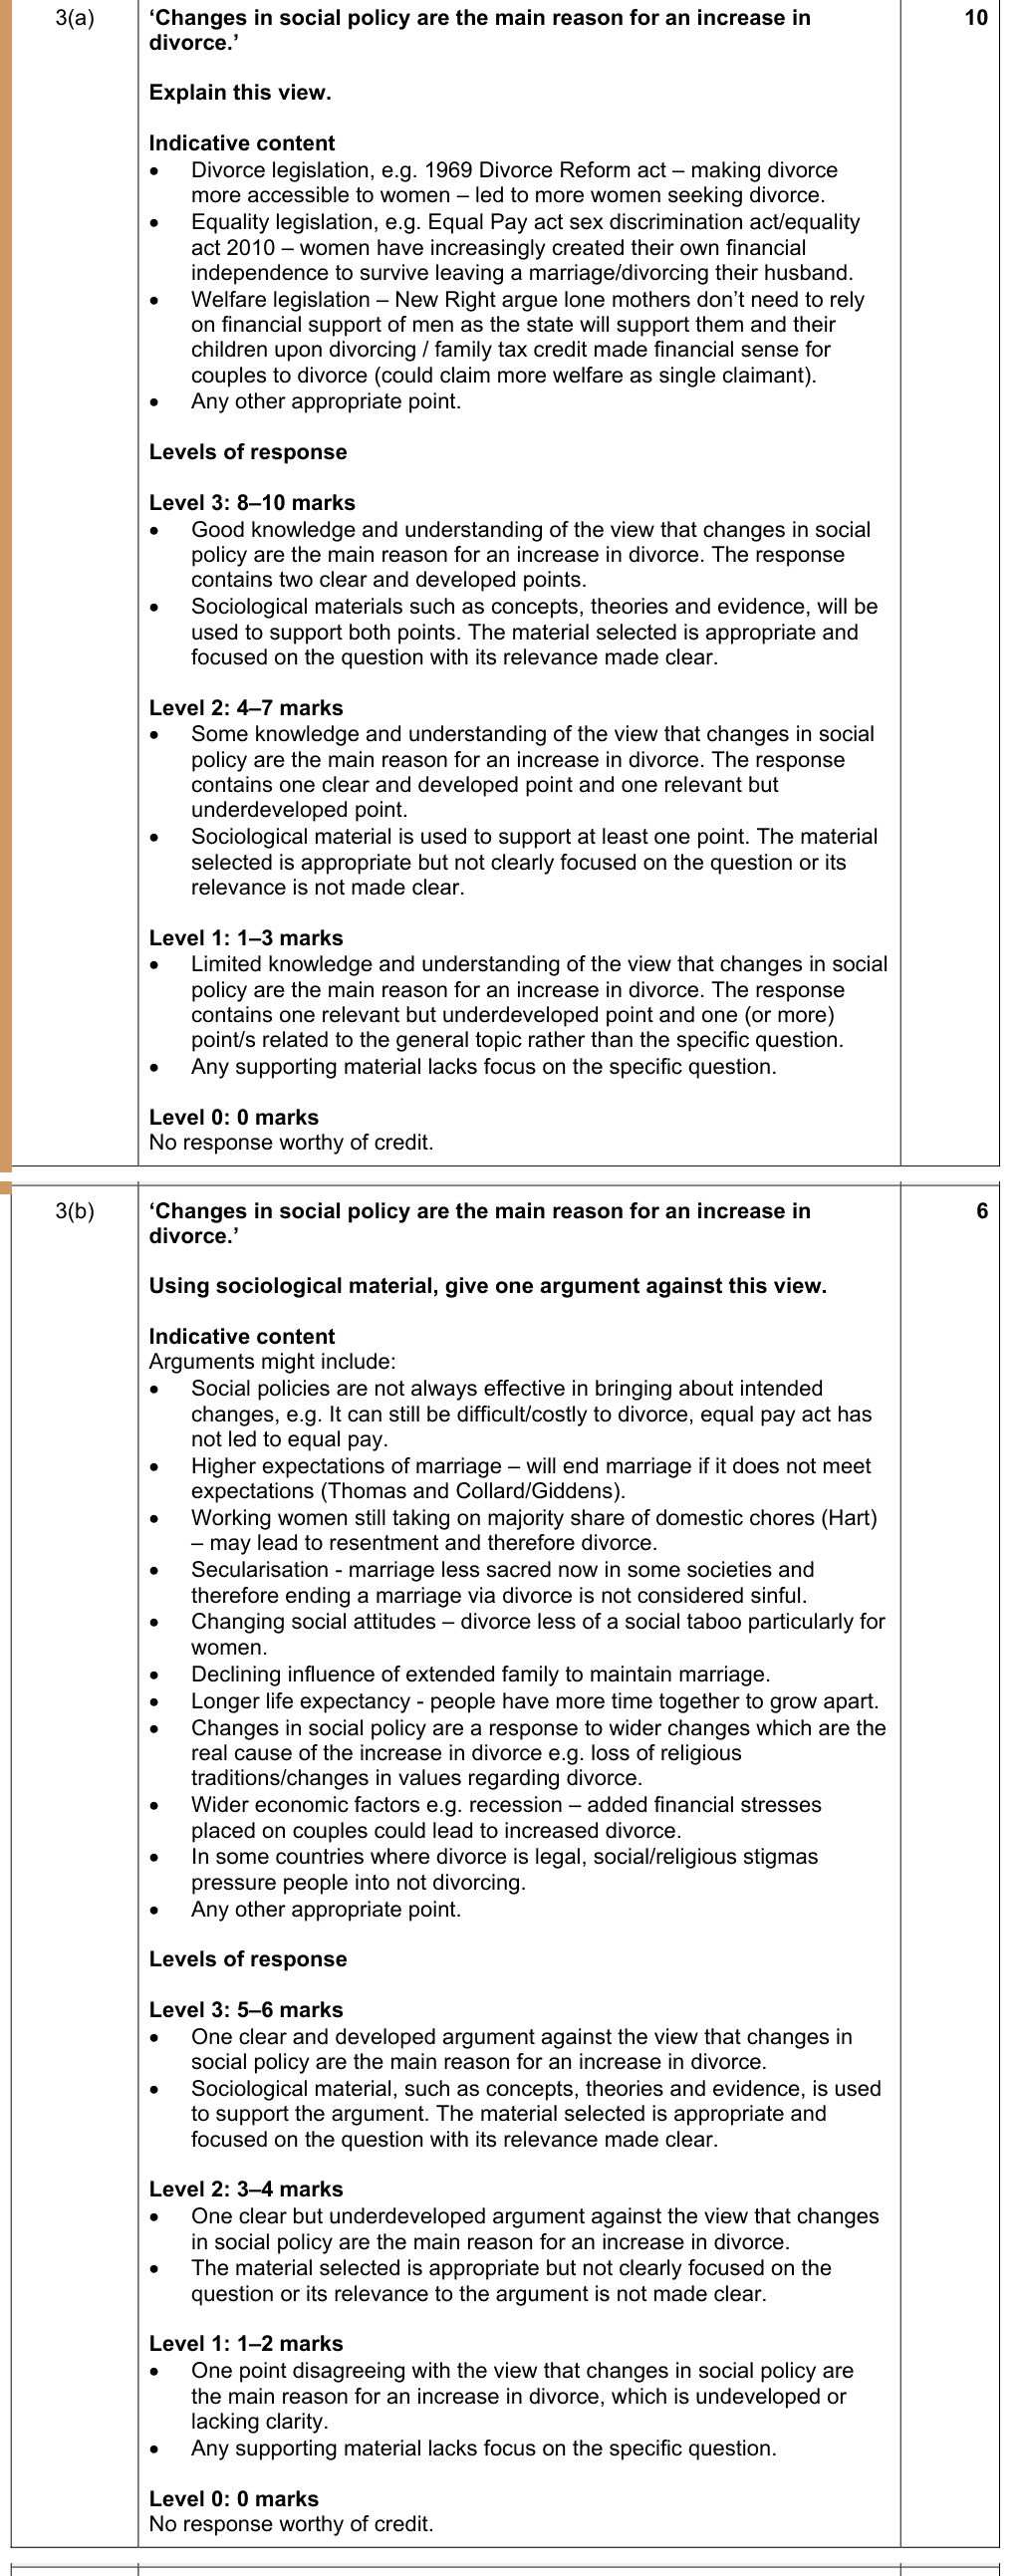 3(a) ‘Changes in social policy are the main reason for an increase in 10
divorce.’
Explain this view.
Indicative content
• Divorce legislation, e.g. 1969 Divorce Reform act – making divorce
more accessible to women – led to more women seeking divorce.
• Equality legislation, e.g. Equal Pay act sex discrimination act/equality
act 2010 – women have increasingly created their own financial
independence to survive leaving a marriage/divorcing their husband.
• Welfare legislation – New Right argue lone mothers don’t need to rely
on financial support of men as the state will support them and their
children upon divorcing / family tax credit made financial sense for
couples to divorce (could claim more welfare as single claimant).
• Any other appropriate point.
Levels of response
Level 3: 8–10 marks
• Good knowledge and understanding of the view that changes in social
policy are the main reason for an increase in divorce. The response
contains two clear and developed points.
• Sociological materials such as concepts, theories and evidence, will be
used to support both points. The material selected is appropriate and
focused on the question with its relevance made clear.
Level 2: 4–7 marks
• Some knowledge and understanding of the view that changes in social
policy are the main reason for an increase in divorce. The response
contains one clear and developed point and one relevant but
underdeveloped point.
• Sociological material is used to support at least one point. The material
selected is appropriate but not clearly focused on the question or its
relevance is not made clear.
Level 1: 1–3 marks
• Limited knowledge and understanding of the view that changes in social
policy are the main reason for an increase in divorce. The response
contains one relevant but underdeveloped point and one (or more)
point/s related to the general topic rather than the specific question.
• Any supporting material lacks focus on the specific question.
Level 0: 0 marks
No response worthy of credit.
3(b) ‘Changes in social policy are the main reason for an increase in 6
divorce.’
Using sociological material, give one argument against this view.
Indicative content
Arguments might include:
• Social policies are not always effective in bringing about intended
changes, e.g. It can still be difficult/costly to divorce, equal pay act has
not led to equal pay.
• Higher expectations of marriage – will end marriage if it does not meet
expectations (Thomas and Collard/Giddens).
• Working women still taking on majority share of domestic chores (Hart)
– may lead to resentment and therefore divorce.
• Secularisation - marriage less sacred now in some societies and
therefore ending a marriage via divorce is not considered sinful.
• Changing social attitudes – divorce less of a social taboo particularly for
women.
• Declining influence of extended family to maintain marriage.
• Longer life expectancy - people have more time together to grow apart.
• Changes in social policy are a response to wider changes which are the
real cause of the increase in divorce e.g. loss of religious
traditions/changes in values regarding divorce.
• Wider economic factors e.g. recession – added financial stresses
placed on couples could lead to increased divorce.
• In some countries where divorce is legal, social/religious stigmas
pressure people into not divorcing.
• Any other appropriate point.
Levels of response
Level 3: 5–6 marks
• One clear and developed argument against the view that changes in
social policy are the main reason for an increase in divorce.
• Sociological material, such as concepts, theories and evidence, is used
to support the argument. The material selected is appropriate and
focused on the question with its relevance made clear.
Level 2: 3–4 marks
• One clear but underdeveloped argument against the view that changes
in social policy are the main reason for an increase in divorce.
• The material selected is appropriate but not clearly focused on the
question or its relevance to the argument is not made clear.
Level 1: 1–2 marks
• One point disagreeing with the view that changes in social policy are
the main reason for an increase in divorce, which is undeveloped or
lacking clarity.
• Any supporting material lacks focus on the specific question.
Level 0: 0 marks
No response worthy of credit.